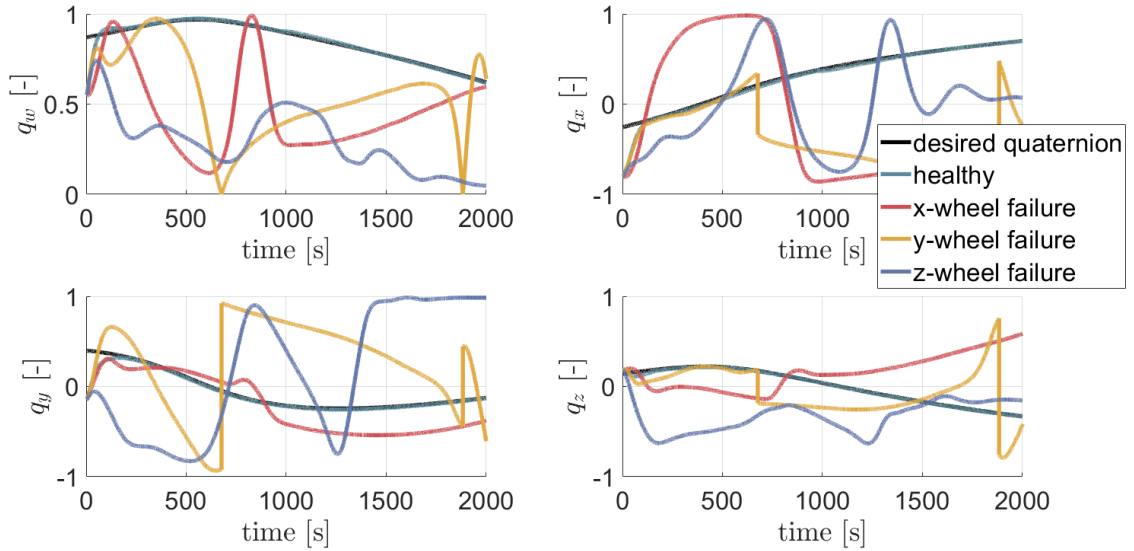 1
0.5
0
q_w [-]
0 500 1000 1500 2000
time [s]
1
0
-1
q_x [-]
0 500 1000
time [s]
desired quaternion
healthy
x-wheel failure
y-wheel failure
z-wheel failure
1
0
-1
q_y [-]
0 500 1000 1500 2000
time [s]
1
0
-1
q_z [-]
0 500 1000 1500 2000
time [s]